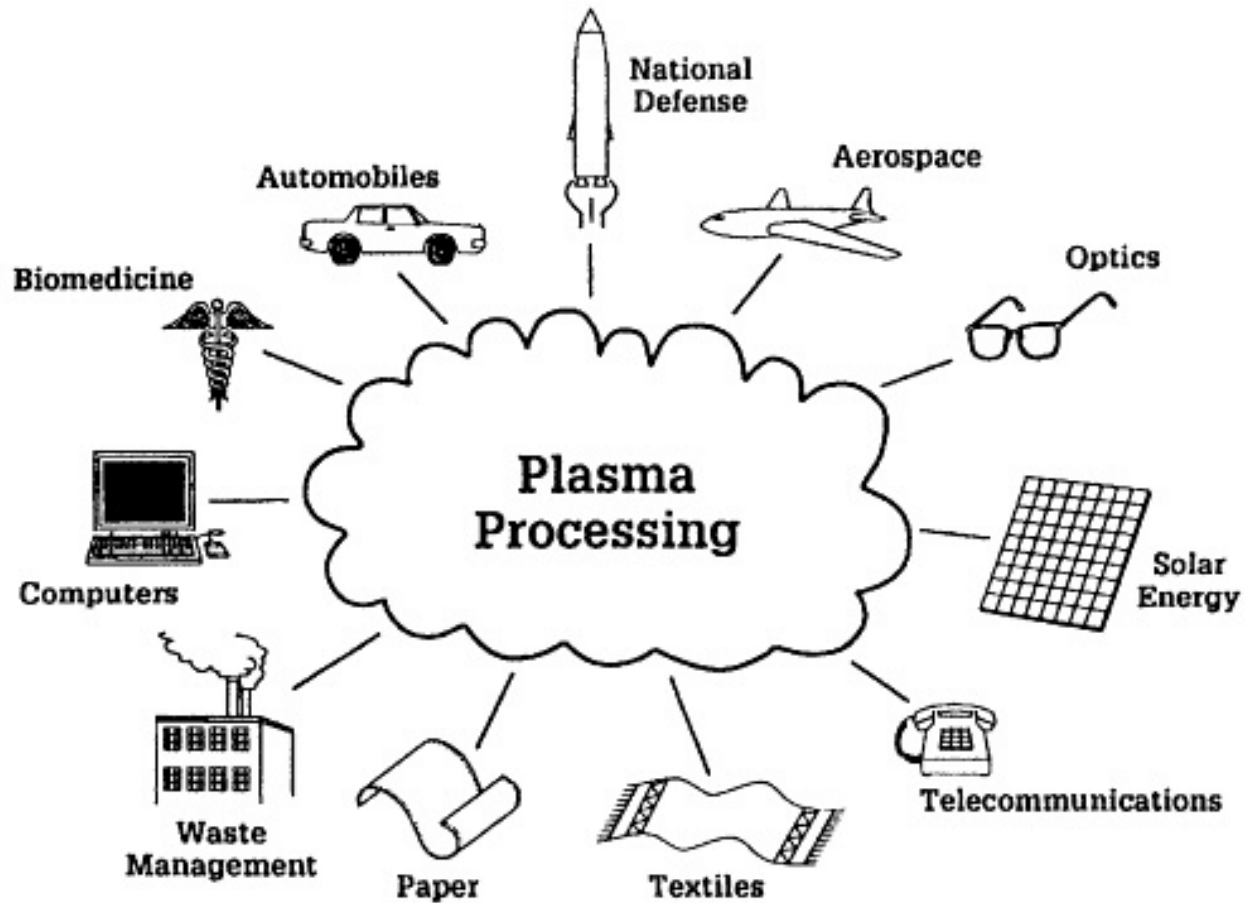 National
Defense
Aerospace
Automobiles
Optics
Biomedicine
Plasma
Processing
Solar
Energy
Computers
Telecommunications
Waste
Management
Paper
Textiles